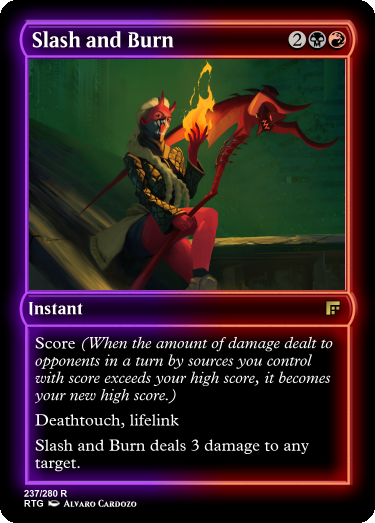 Slash and Burn 2
Instant
Score (When the amount of damage dealt to
opponents in a turn by sources you control
with score exceeds your high score, it becomes
your new high score.)
Deathtouch, lifelink
Slash and Burn deals 3 damage to any
target.
237/280 R
RTG Alvaro Cardozo